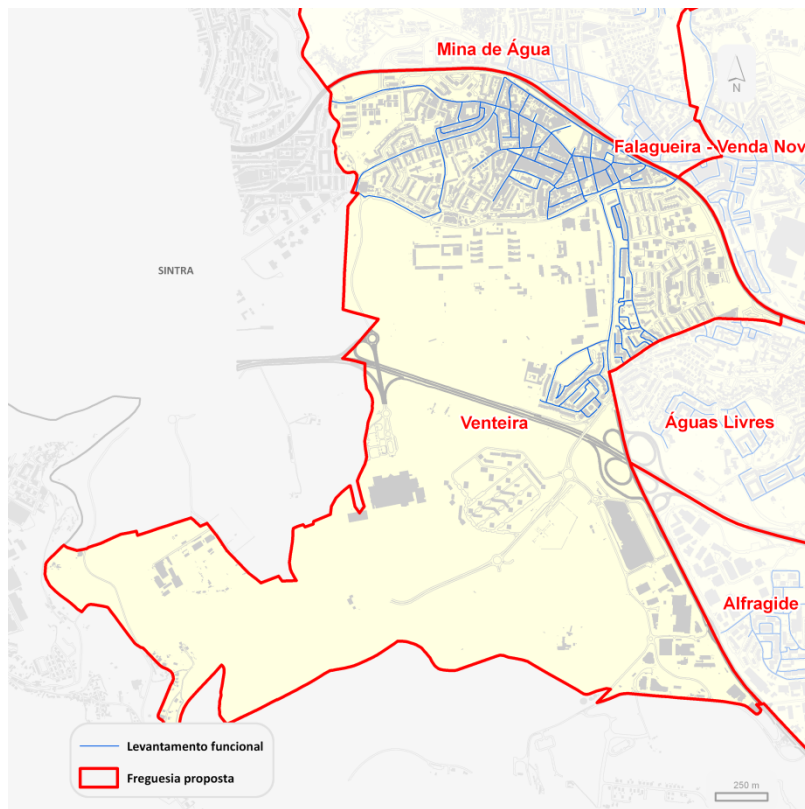 Mina de Água
N
Falagueira - Venda Nov
SINTRA
Venteira
Águas Livres
Alfragide
Levantamento funcional
Freguesia proposta
250 m